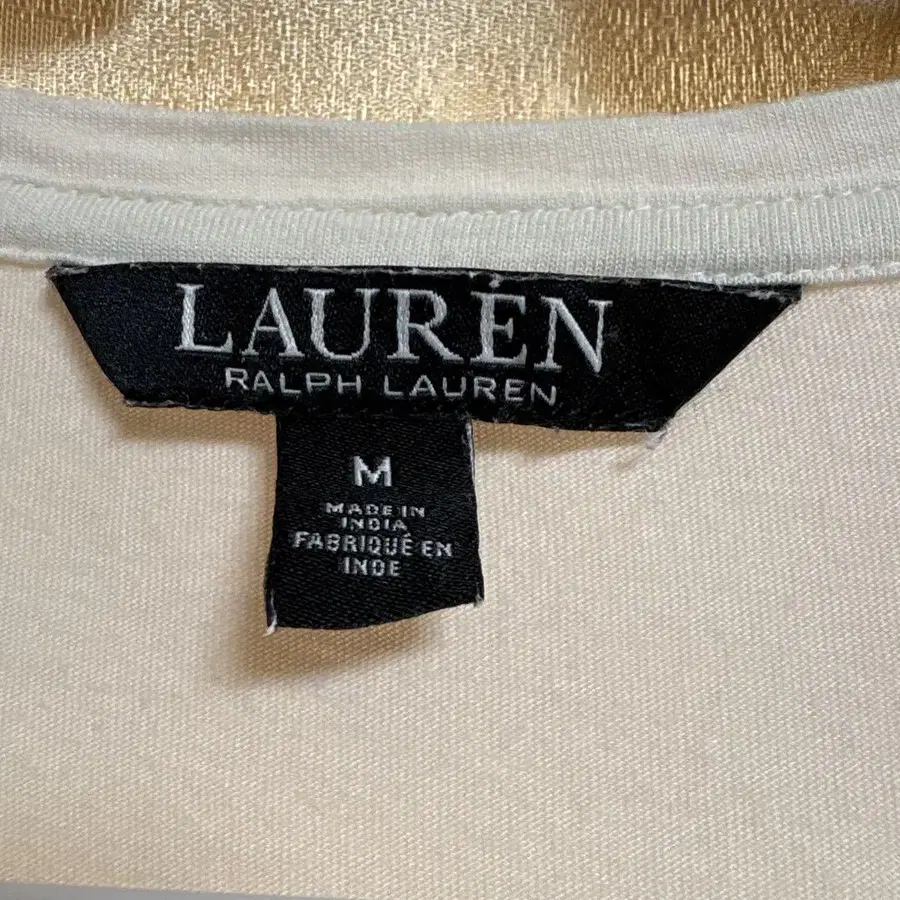 LAURÉN
RALPH LAUREN
M
MADE IN
INDIA
FABRIQUÉ EN
INDE